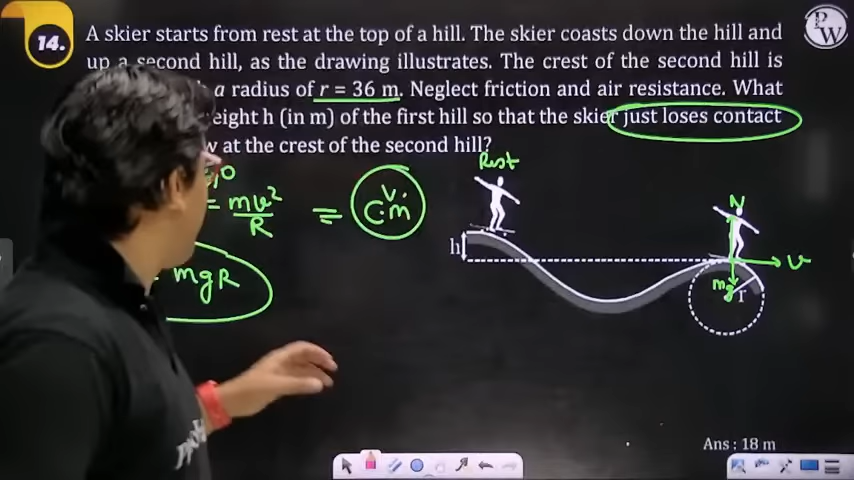 14.
A skier starts from rest at the top of a hill. The skier coasts down the hill and
up a second hill, as the drawing illustrates. The crest of the second hill is
a radius of r = 36 m. Neglect friction and air resistance. What
eight h (in m) of the first hill so that the skier just loses contact
w at the crest of the second hill?
PW
Rest
0
= mv²/R
=
C.
V.
m
mgR
h
N
v
mg
r
Ans : 18 m